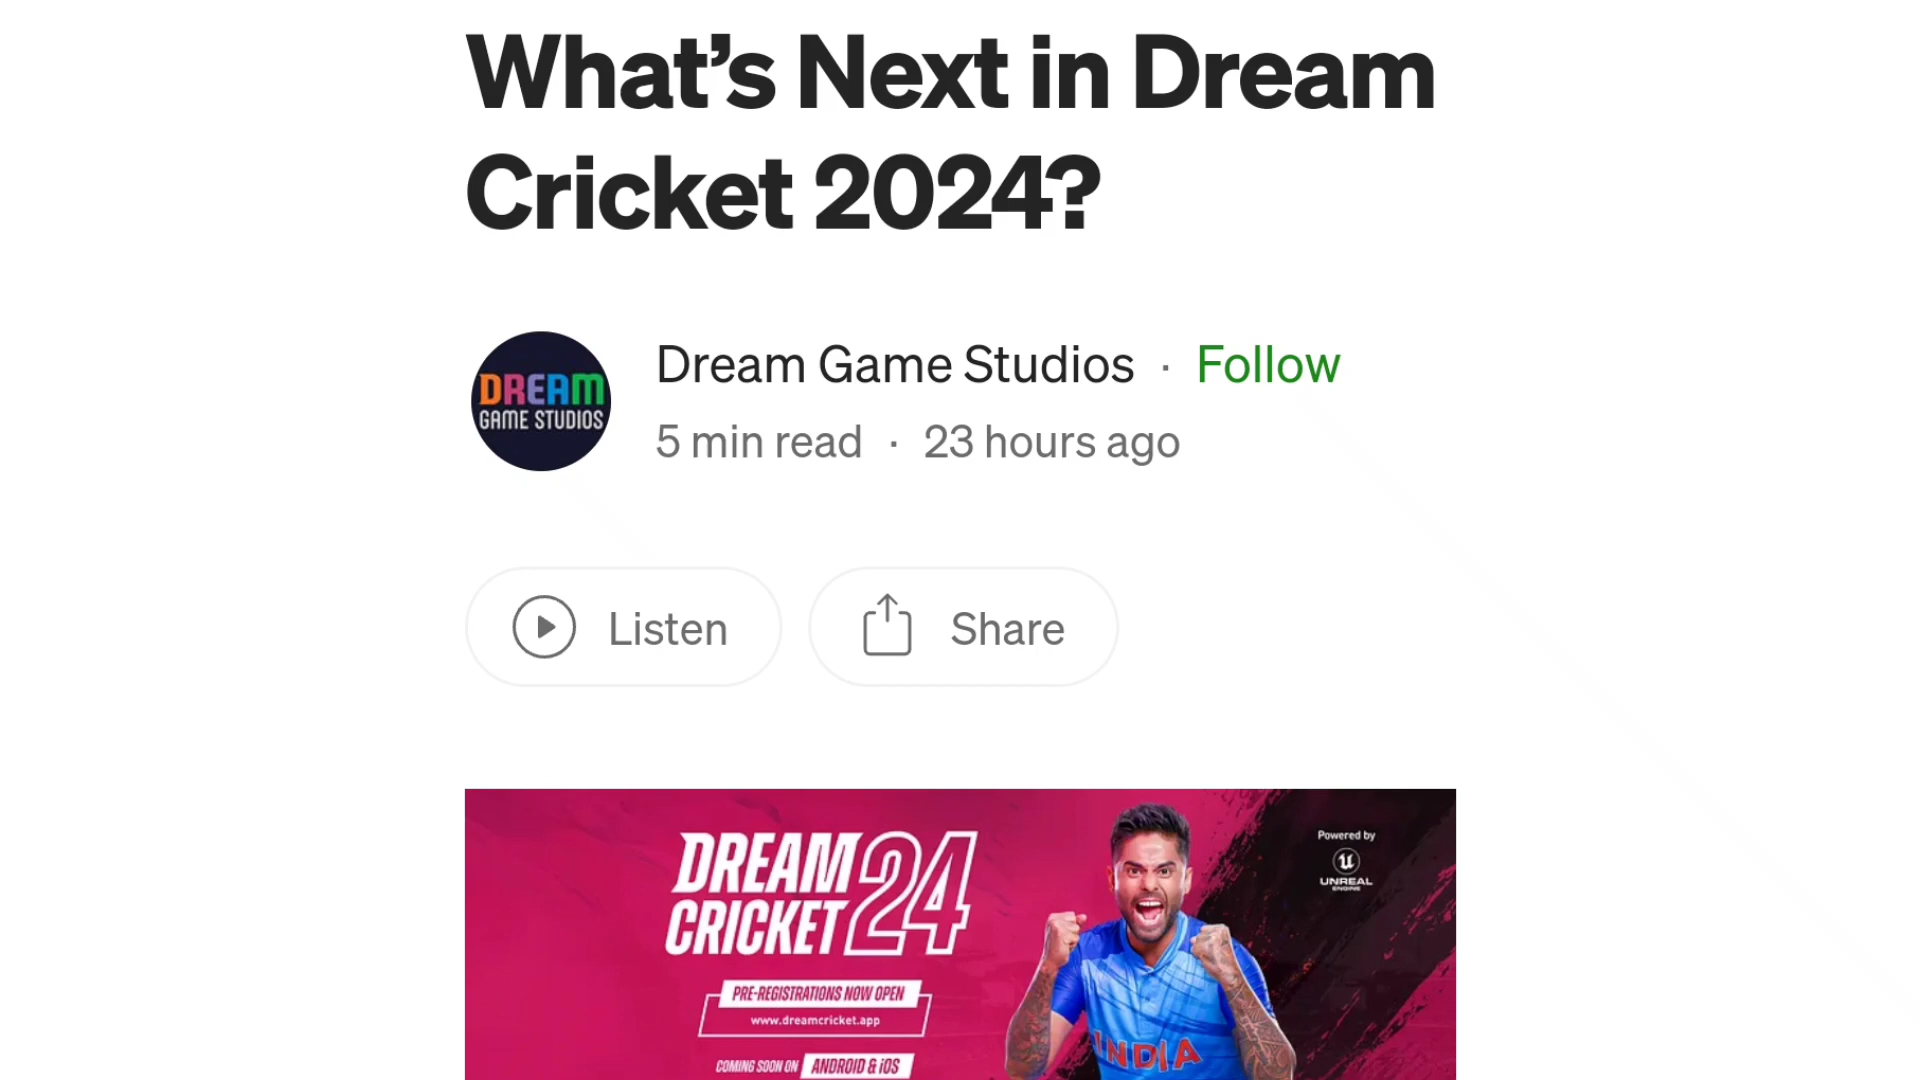 What's Next in Dream
Cricket 2024?
DREAM
GAME STUDIOS
Dream Game Studios · Follow
5 min read · 23 hours ago
Listen
Share
DREAM
CRICKET 24
PRE-REGISTRATIONS NOW OPEN
www.dreamcricket.app
COMING SOON ON ANDROID & iOS
Powered by
UNREAL
ENGINE
INDIA